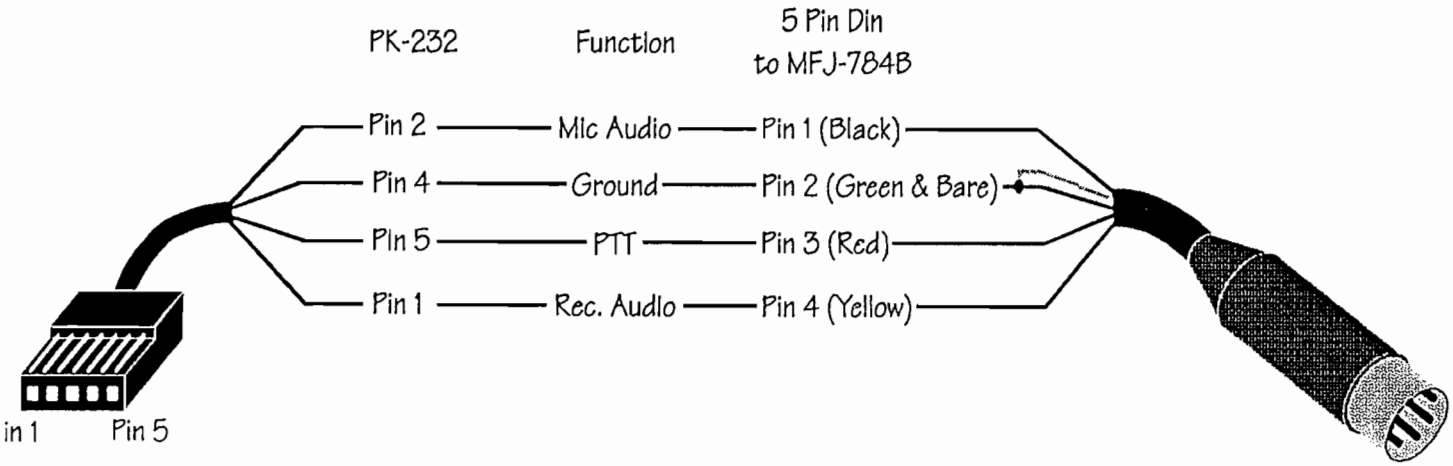 PK-232 Function 5 Pin Din
to MFJ-784B
Pin 2 Mic Audio Pin 1 (Black)
Pin 4 Ground Pin 2 (Green & Bare)
Pin 5 PTT Pin 3 (Red)
Pin 1 Rec. Audio Pin 4 (Yellow)
in 1 Pin 5